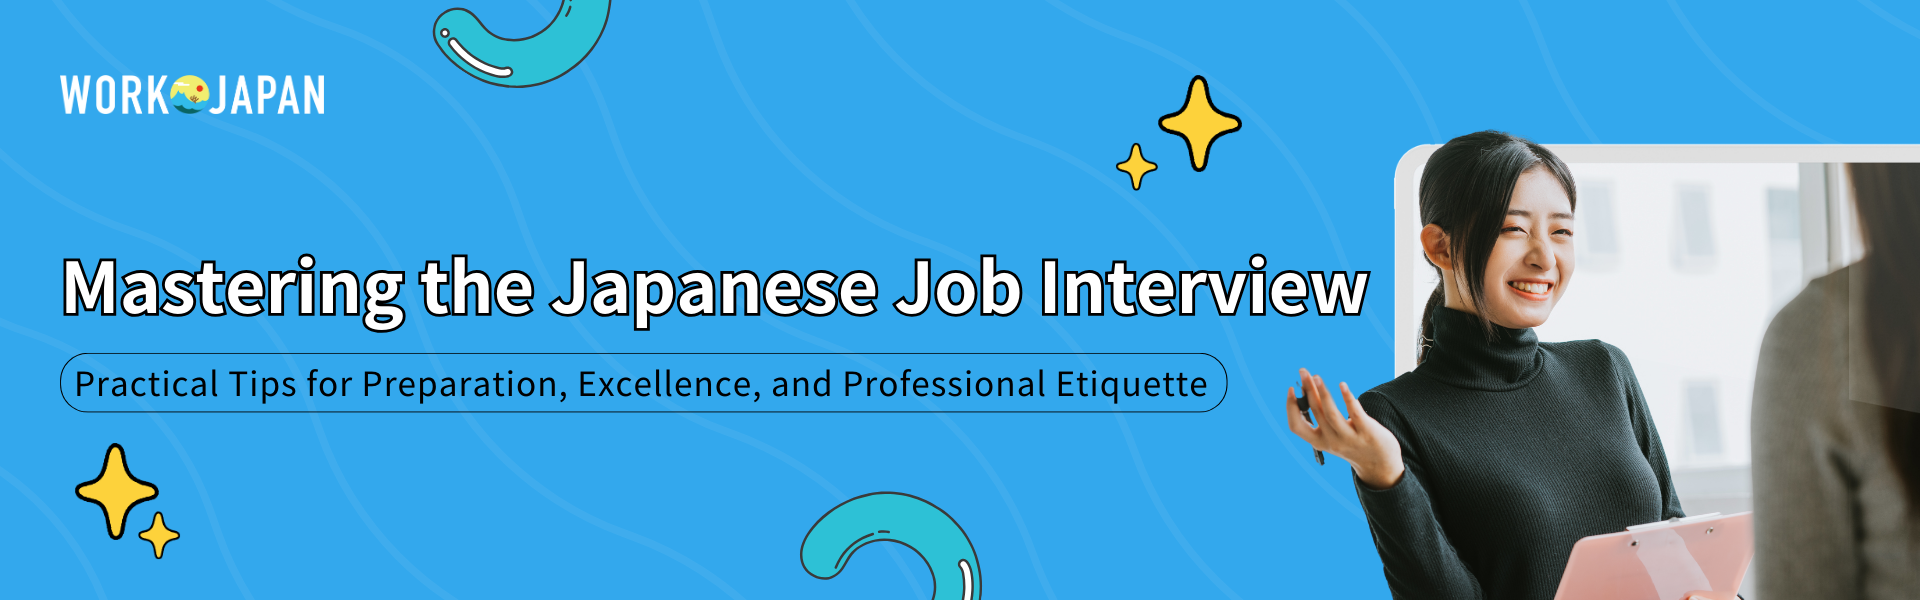 WORK JAPAN
Mastering the Japanese Job Interview
Practical Tips for Preparation, Excellence, and Professional Etiquette